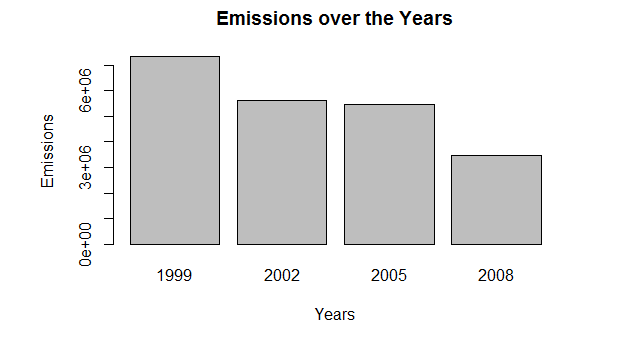 Emissions over the Years
Emissions
6e+06
3e+06
0e+00
1999 2002 2005 2008
Years